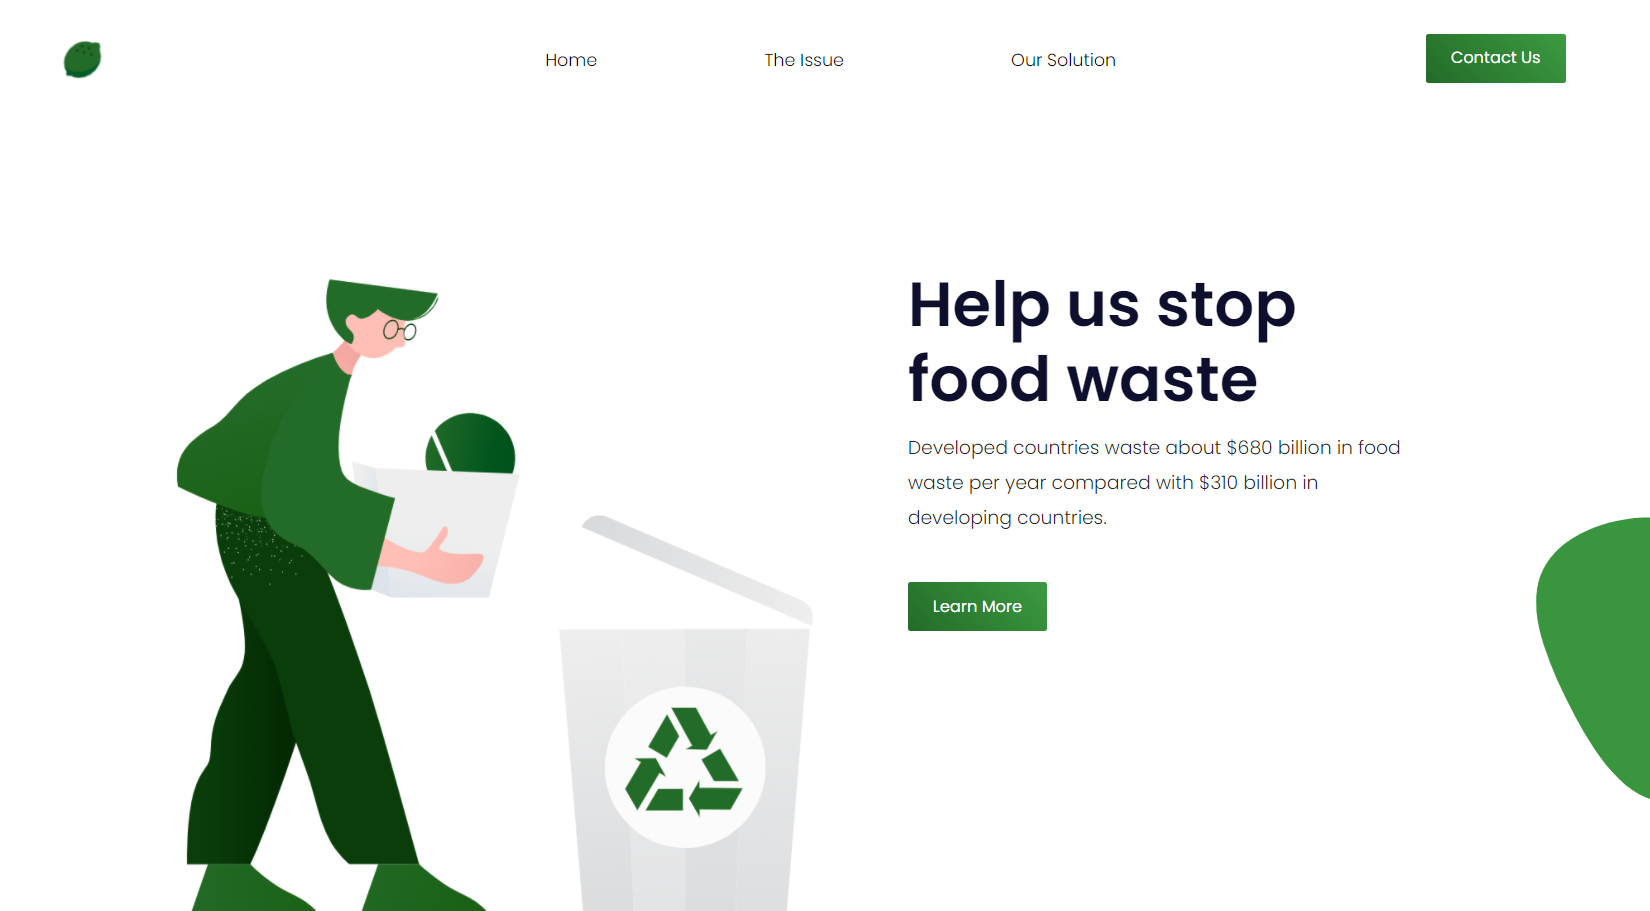 Home
The Issue
Our Solution
Contact Us
Help us stop
food waste
Developed countries waste about $680 billion in food
waste per year compared with $310 billion in
developing countries.
Learn More